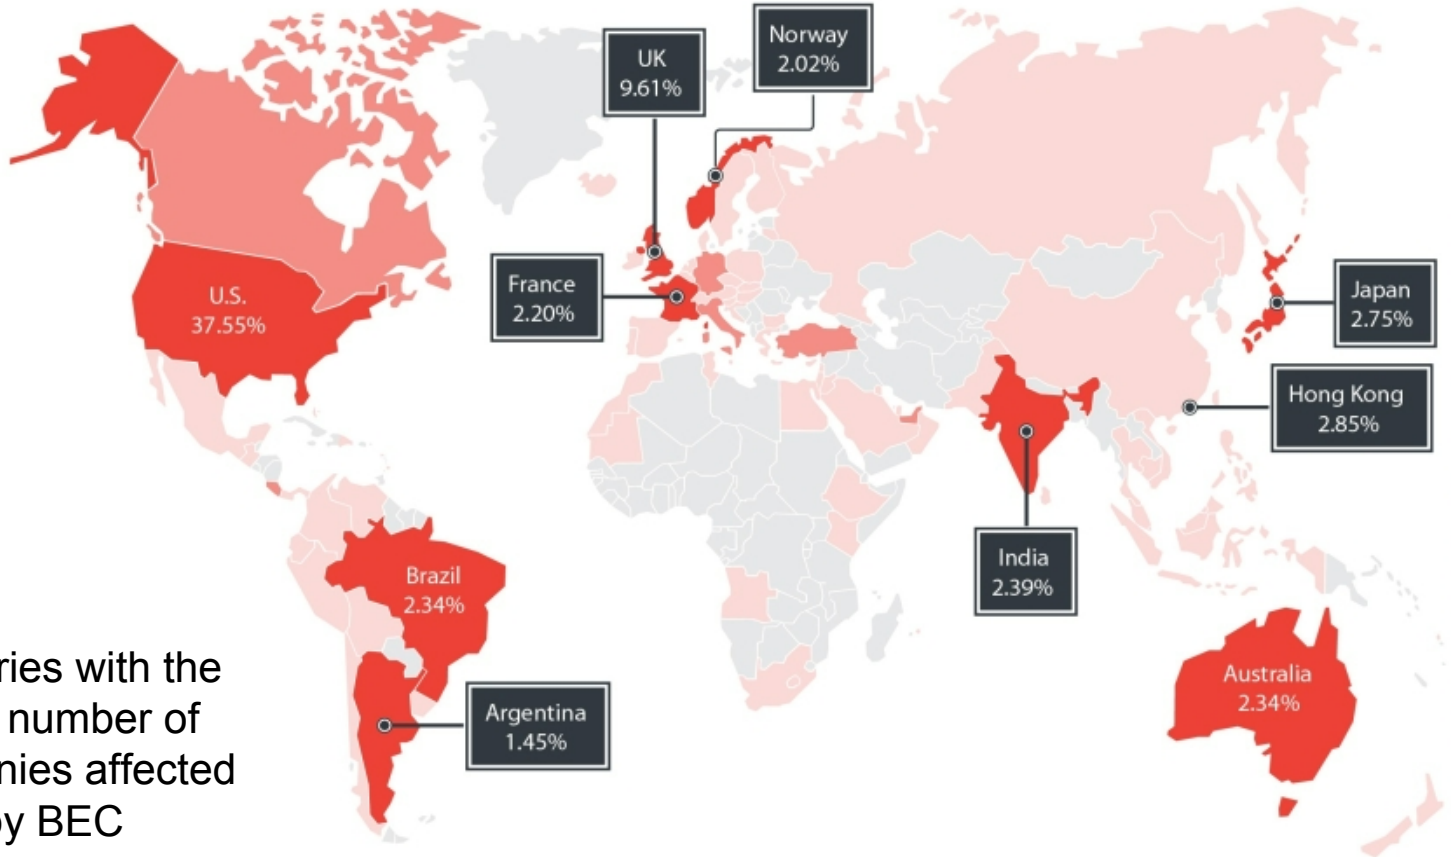 UK
9.61%
Norway
2.02%
France
2.20%
U.S.
37.55%
Japan
2.75%
Hong Kong
2.85%
India
2.39%
Brazil
2.34%
Australia
2.34%
Argentina
1.45%
ries with the
number of
nies affected
by BEC